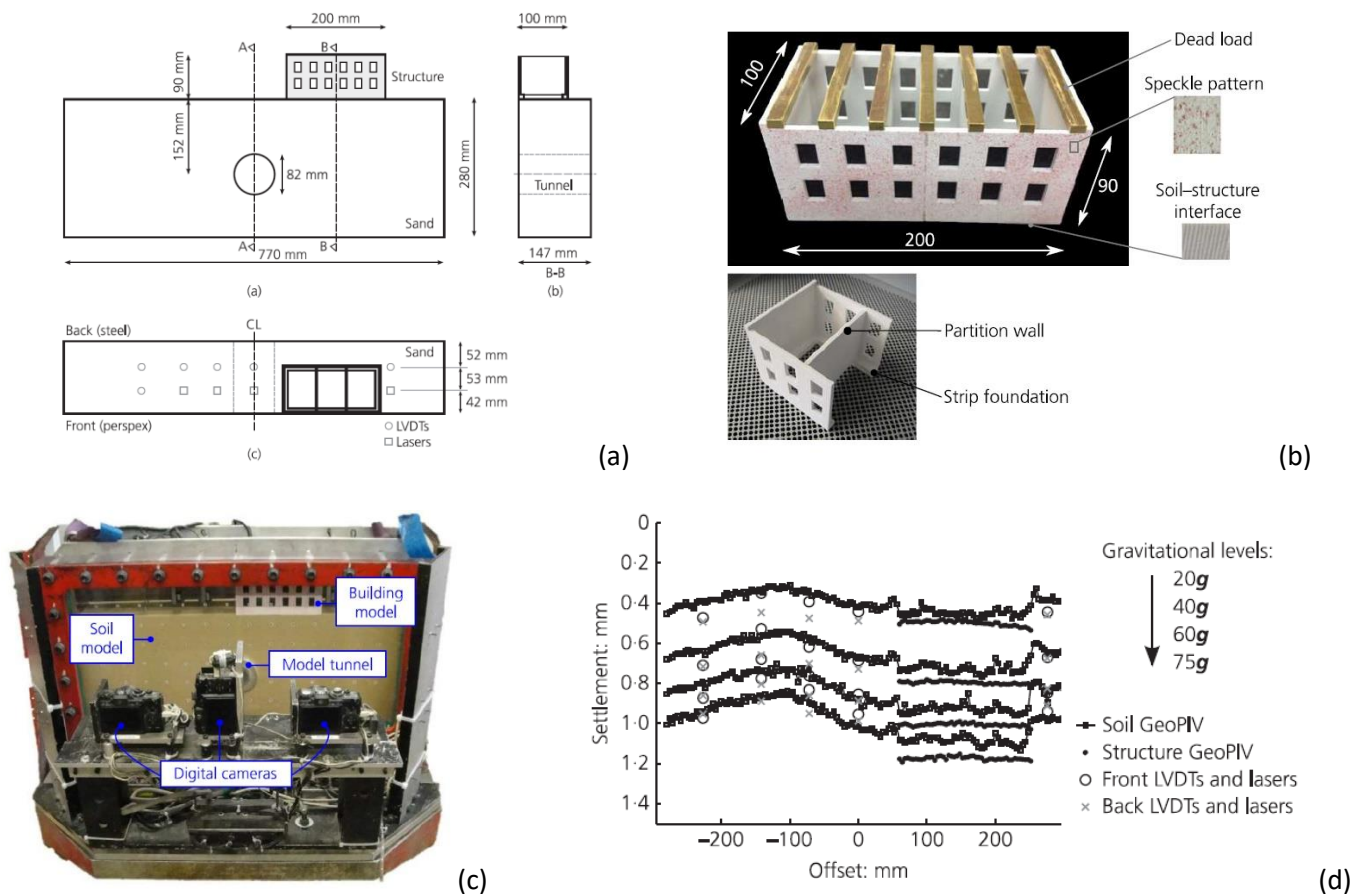 200 mm
100 mm
A
B
Structure
90 mm
152 mm
82 mm
280 mm
Tunnel
Sand
A
B
770 mm
147 mm
B-B
(a)
(b)
Back (steel)
CL
Sand
52 mm
53 mm
42 mm
Front (perspex)
LVDTs
Lasers
(c)
(a)
Dead load
Speckle pattern
100
90
Soil–structure
interface
200
Partition wall
Strip foundation
(b)
Building
model
Soil
model
Model tunnel
Digital cameras
(c)
0
0·2
0·4
0·6
0·8
1·0
1·2
1·4
Settlement: mm
−200
−100
0
100
200
Offset: mm
Gravitational levels:
20g
40g
60g
75g
Soil GeoPIV
Structure GeoPIV
Front LVDTs and lasers
Back LVDTs and lasers
(d)